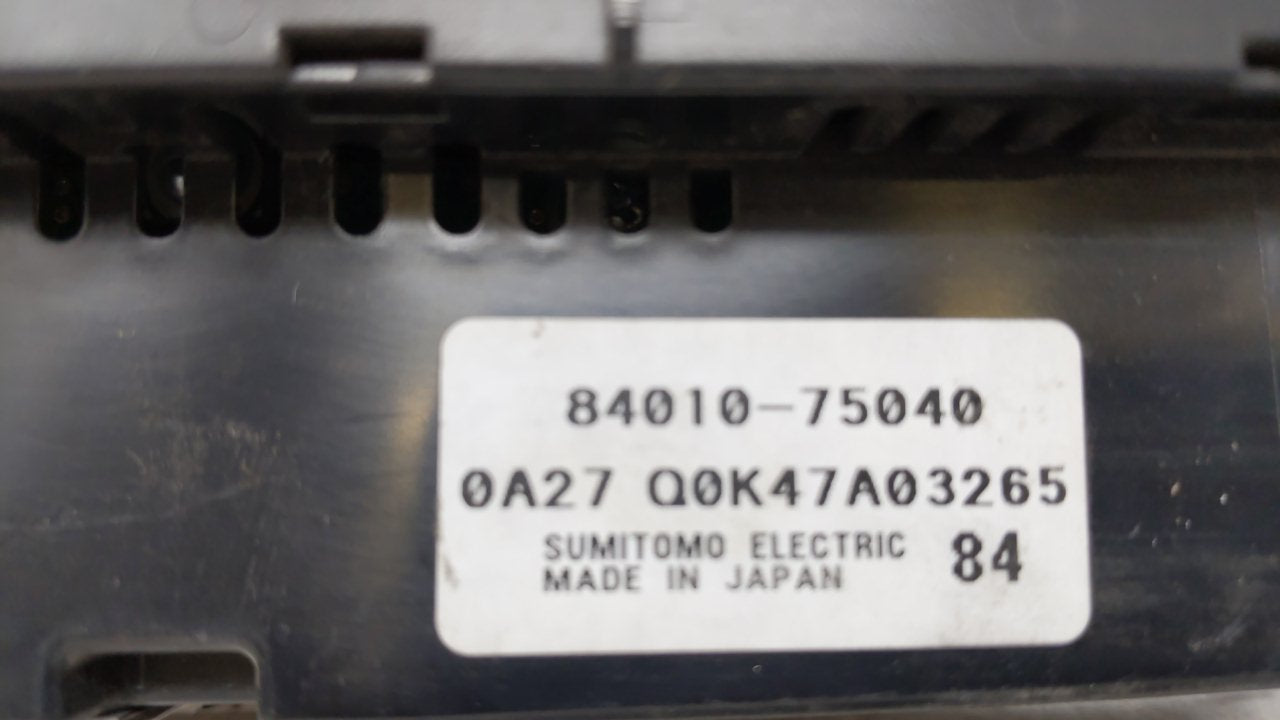 84010-75040
0A27 Q0K47A03265
SUMITOMO ELECTRIC 84
MADE IN JAPAN